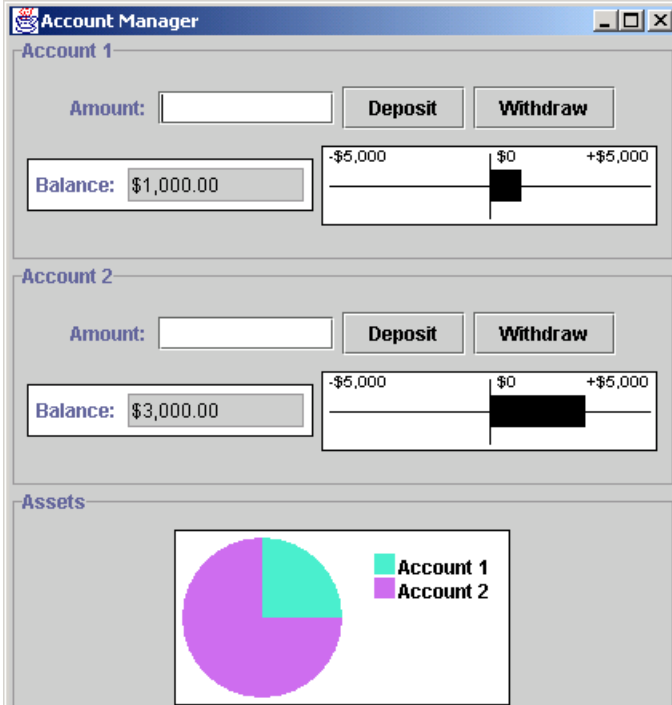 Account Manager
Account 1
Amount: Deposit Withdraw
-$5,000 $0 +$5,000
Balance: $1,000.00
Account 2
Amount: Deposit Withdraw
-$5,000 $0 +$5,000
Balance: $3,000.00
Assets
Account 1
Account 2